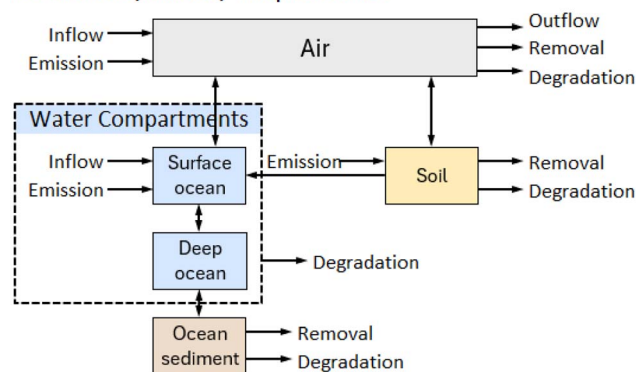 Inflow
Emission
Air
Outflow
Removal
Degradation
Water Compartments
Inflow
Emission
Surface
ocean
Emission
Soil
Removal
Degradation
Deep
ocean
Degradation
Ocean
sediment
Removal
Degradation